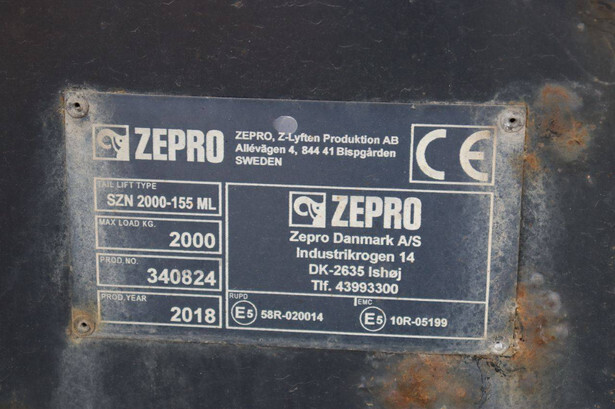 ZEPRO
ZEPRO, Z-Lyften Produktion AB
Allévägen 4, 844 41 Bispgården
SWEDEN
CE
TAIL LIFT TYPE
SZN 2000-155 ML
MAX LOAD KG.
2000
PROD. NO.
340824
PROD. YEAR
2018
ZEPRO
Zepro Danmark A/S
Industrikrogen 14
DK-2635 Ishøj
Tlf. 43993300
RUPD
E5 58R-020014
EMC
E5 10R-05199